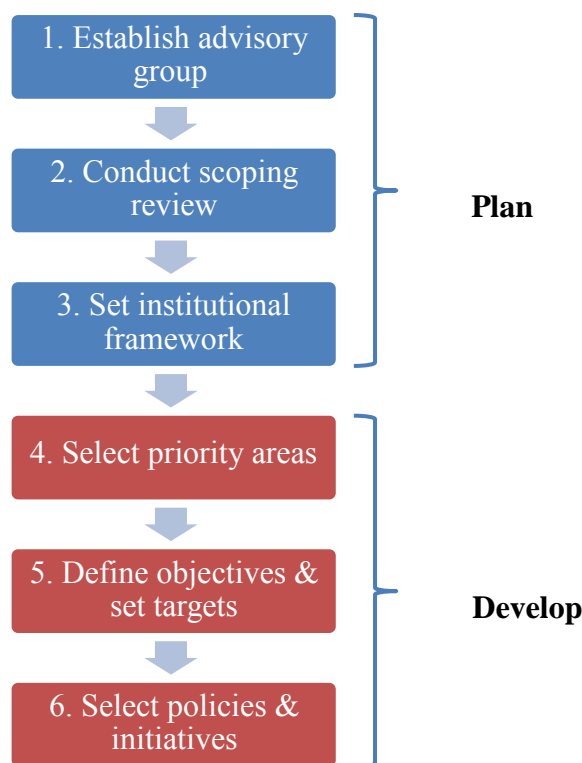 1. Establish advisory
group
2. Conduct scoping
review
Plan
3. Set institutional
framework
4. Select priority areas
5. Define objectives &
set targets
Develop
6. Select policies &
initiatives